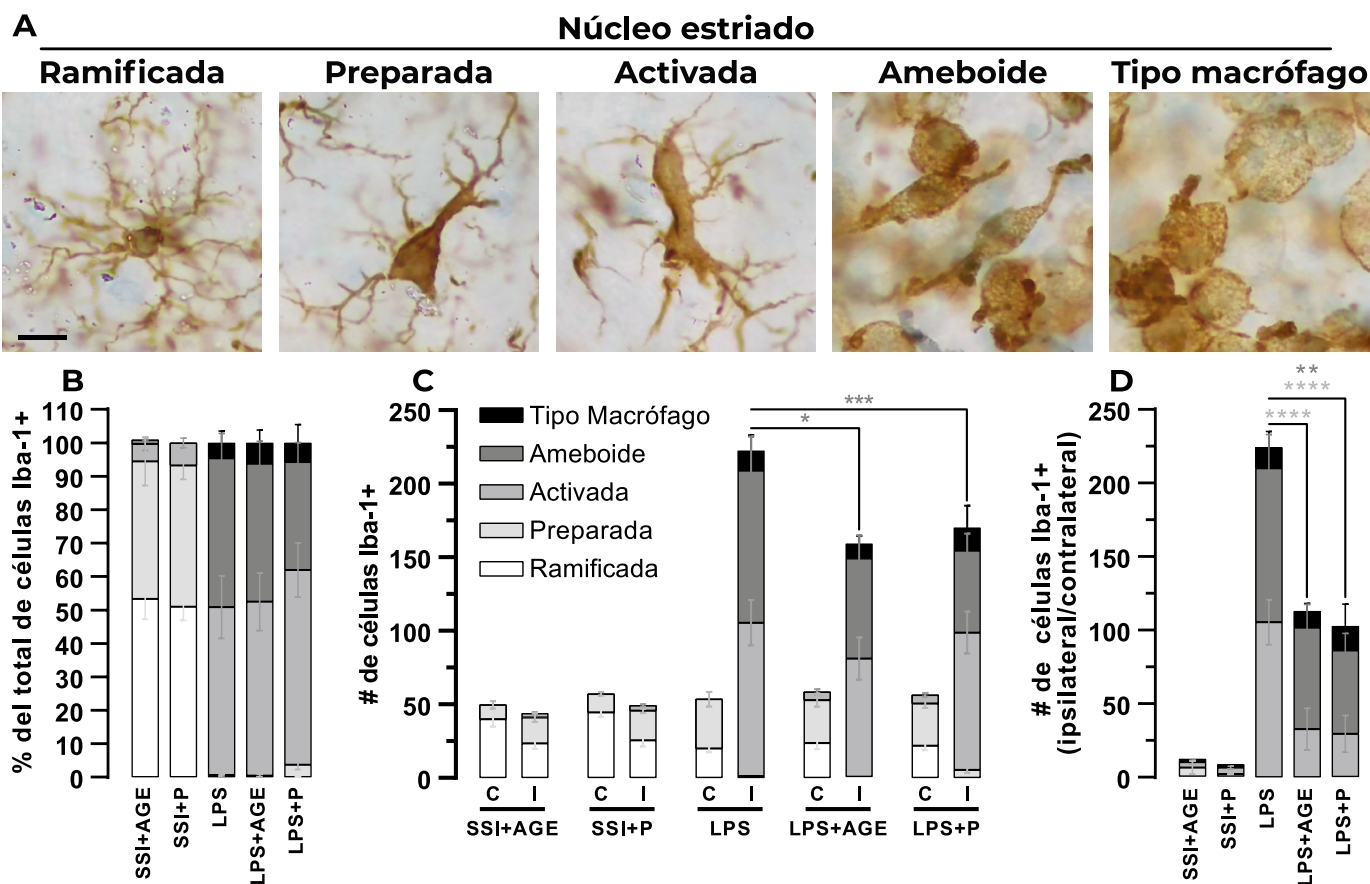 A
Núcleo estriado
Ramificada Preparada Activada Ameboide Tipo macrófago
B
% del total de células Iba-1+
110
100
90
80
70
60
50
40
30
20
10
0
SSI+AGE
SSI+P
LPS
LPS+AGE
LPS+P
C
# de células Iba-1+
250
200
150
100
50
0
Tipo Macrófago
Ameboide
Activada
Preparada
Ramificada
*
***
C I C I C I C I C I
SSI+AGE SSI+P LPS LPS+AGE LPS+P
D
# de células Iba-1+
(ipsilateral/contralateral)
250
200
150
100
50
0
**
****
****
SSI+AGE
SSI+P
LPS
LPS+AGE
LPS+P